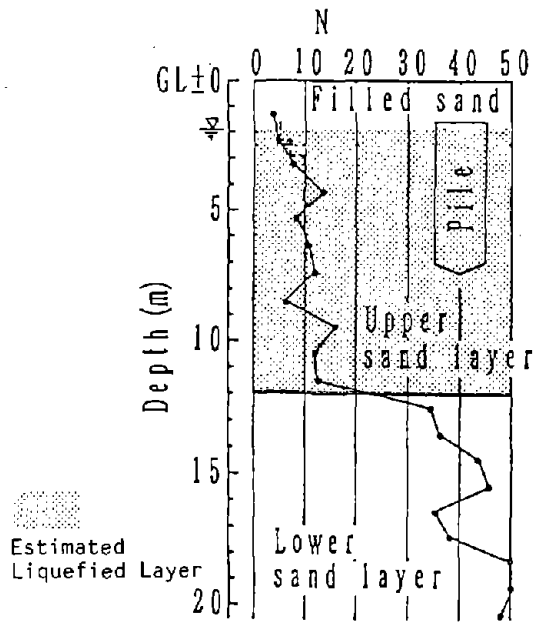 N
0 10 20 30 40 50
GL±0
Filled sand
Pile
5
Depth (m)
10
Upper
sand layer
15
Estimated
Liquefied Layer
Lower
sand layer
20